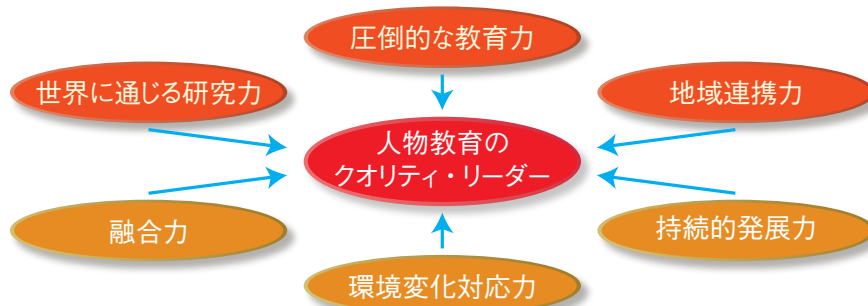 圧倒的な教育力
世界に通じる研究力
地域連携力
人物教育の
クオリティ・リーダー
融合力
持続的発展力
環境変化対応力